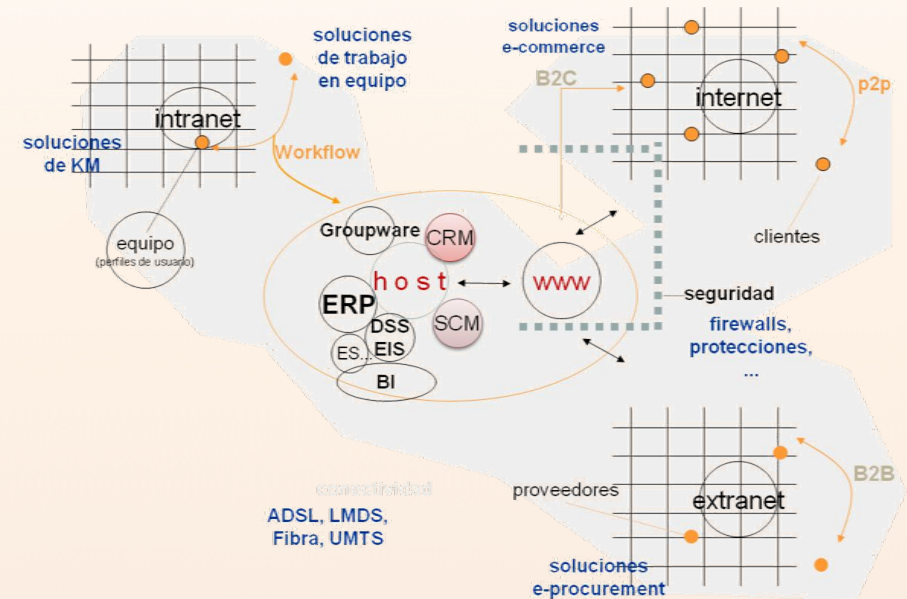 soluciones
de trabajo
en equipo
soluciones
e-commerce
B2C
p2p
internet
intranet
soluciones
de KM
Workflow
clientes
equipo
(perfiles de usuario)
Groupware
CRM
host
www
ERP
DSS
EIS
SCM
ES...
BI
seguridad
firewalls,
protecciones,
...
conectividad
ADSL, LMDS,
Fibra, UMTS
proveedores
extranet
B2B
soluciones
e-procurement